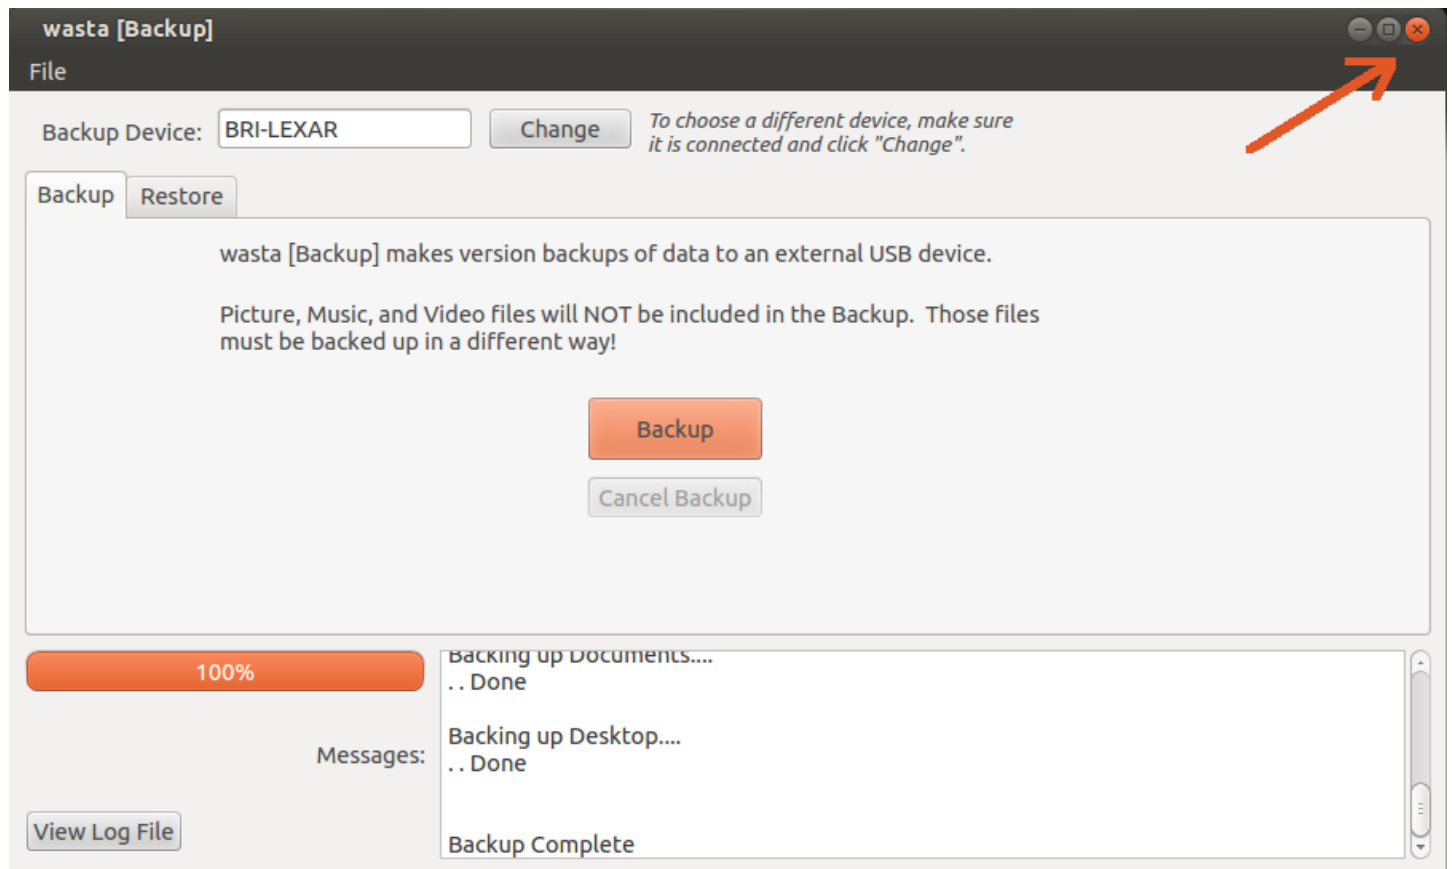 wasta [Backup]
File
Backup Device:
BRI-LEXAR
Change
To choose a different device, make sure
it is connected and click "Change".
Backup
Restore
wasta [Backup] makes version backups of data to an external USB device.
Picture, Music, and Video files will NOT be included in the Backup.  Those files
must be backed up in a different way!
Backup
Cancel Backup
100%
Messages:
View Log File
Backing up Documents....
. . Done
Backing up Desktop....
. . Done
Backup Complete